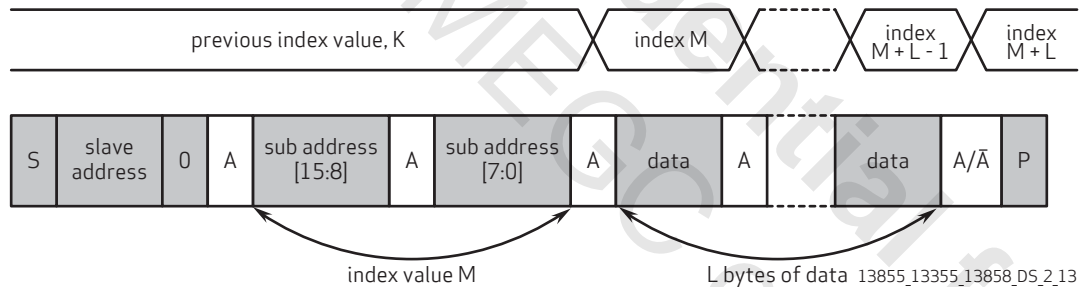 previous index value, K
index M
index
M + L - 1
index
M + L
S
slave
address
0
A
sub address
[15:8]
A
sub address
[7:0]
A
data
A
data
A/Ā
P
index value M
L bytes of data
13855_13355_13858_DS_2_13